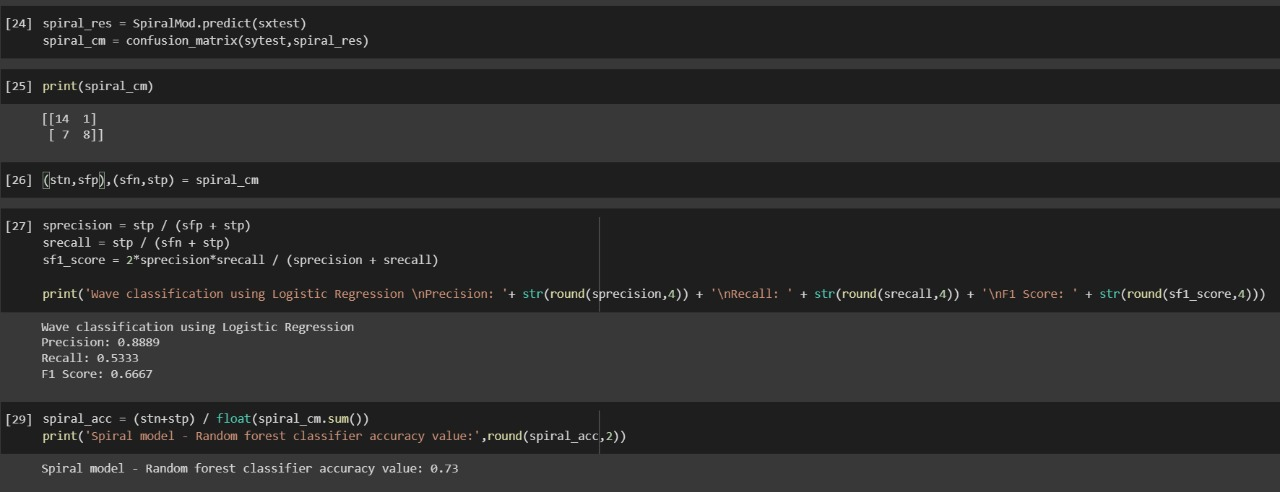 [24] spiral_res = SpiralMod.predict(sxtest)
spiral_cm = confusion_matrix(sytest,spiral_res)
[25] print(spiral_cm)
[[14  1]
[ 7  8]]
[26] (stn,sfp),(sfn,stp) = spiral_cm
[27] sprecision = stp / (sfp + stp)
srecall = stp / (sfn + stp)
sf1_score = 2*sprecision*srecall / (sprecision + srecall)
print('Wave classification using Logistic Regression \nPrecision: '+ str(round(sprecision,4)) + '\nRecall: ' + str(round(srecall,4)) + '\nF1 Score: ' + str(round(sf1_score,4)))
Wave classification using Logistic Regression
Precision: 0.8889
Recall: 0.5333
F1 Score: 0.6667
[29] spiral_acc = (stn+stp) / float(spiral_cm.sum())
print('Spiral model - Random forest classifier accuracy value:',round(spiral_acc,2))
Spiral model - Random forest classifier accuracy value: 0.73